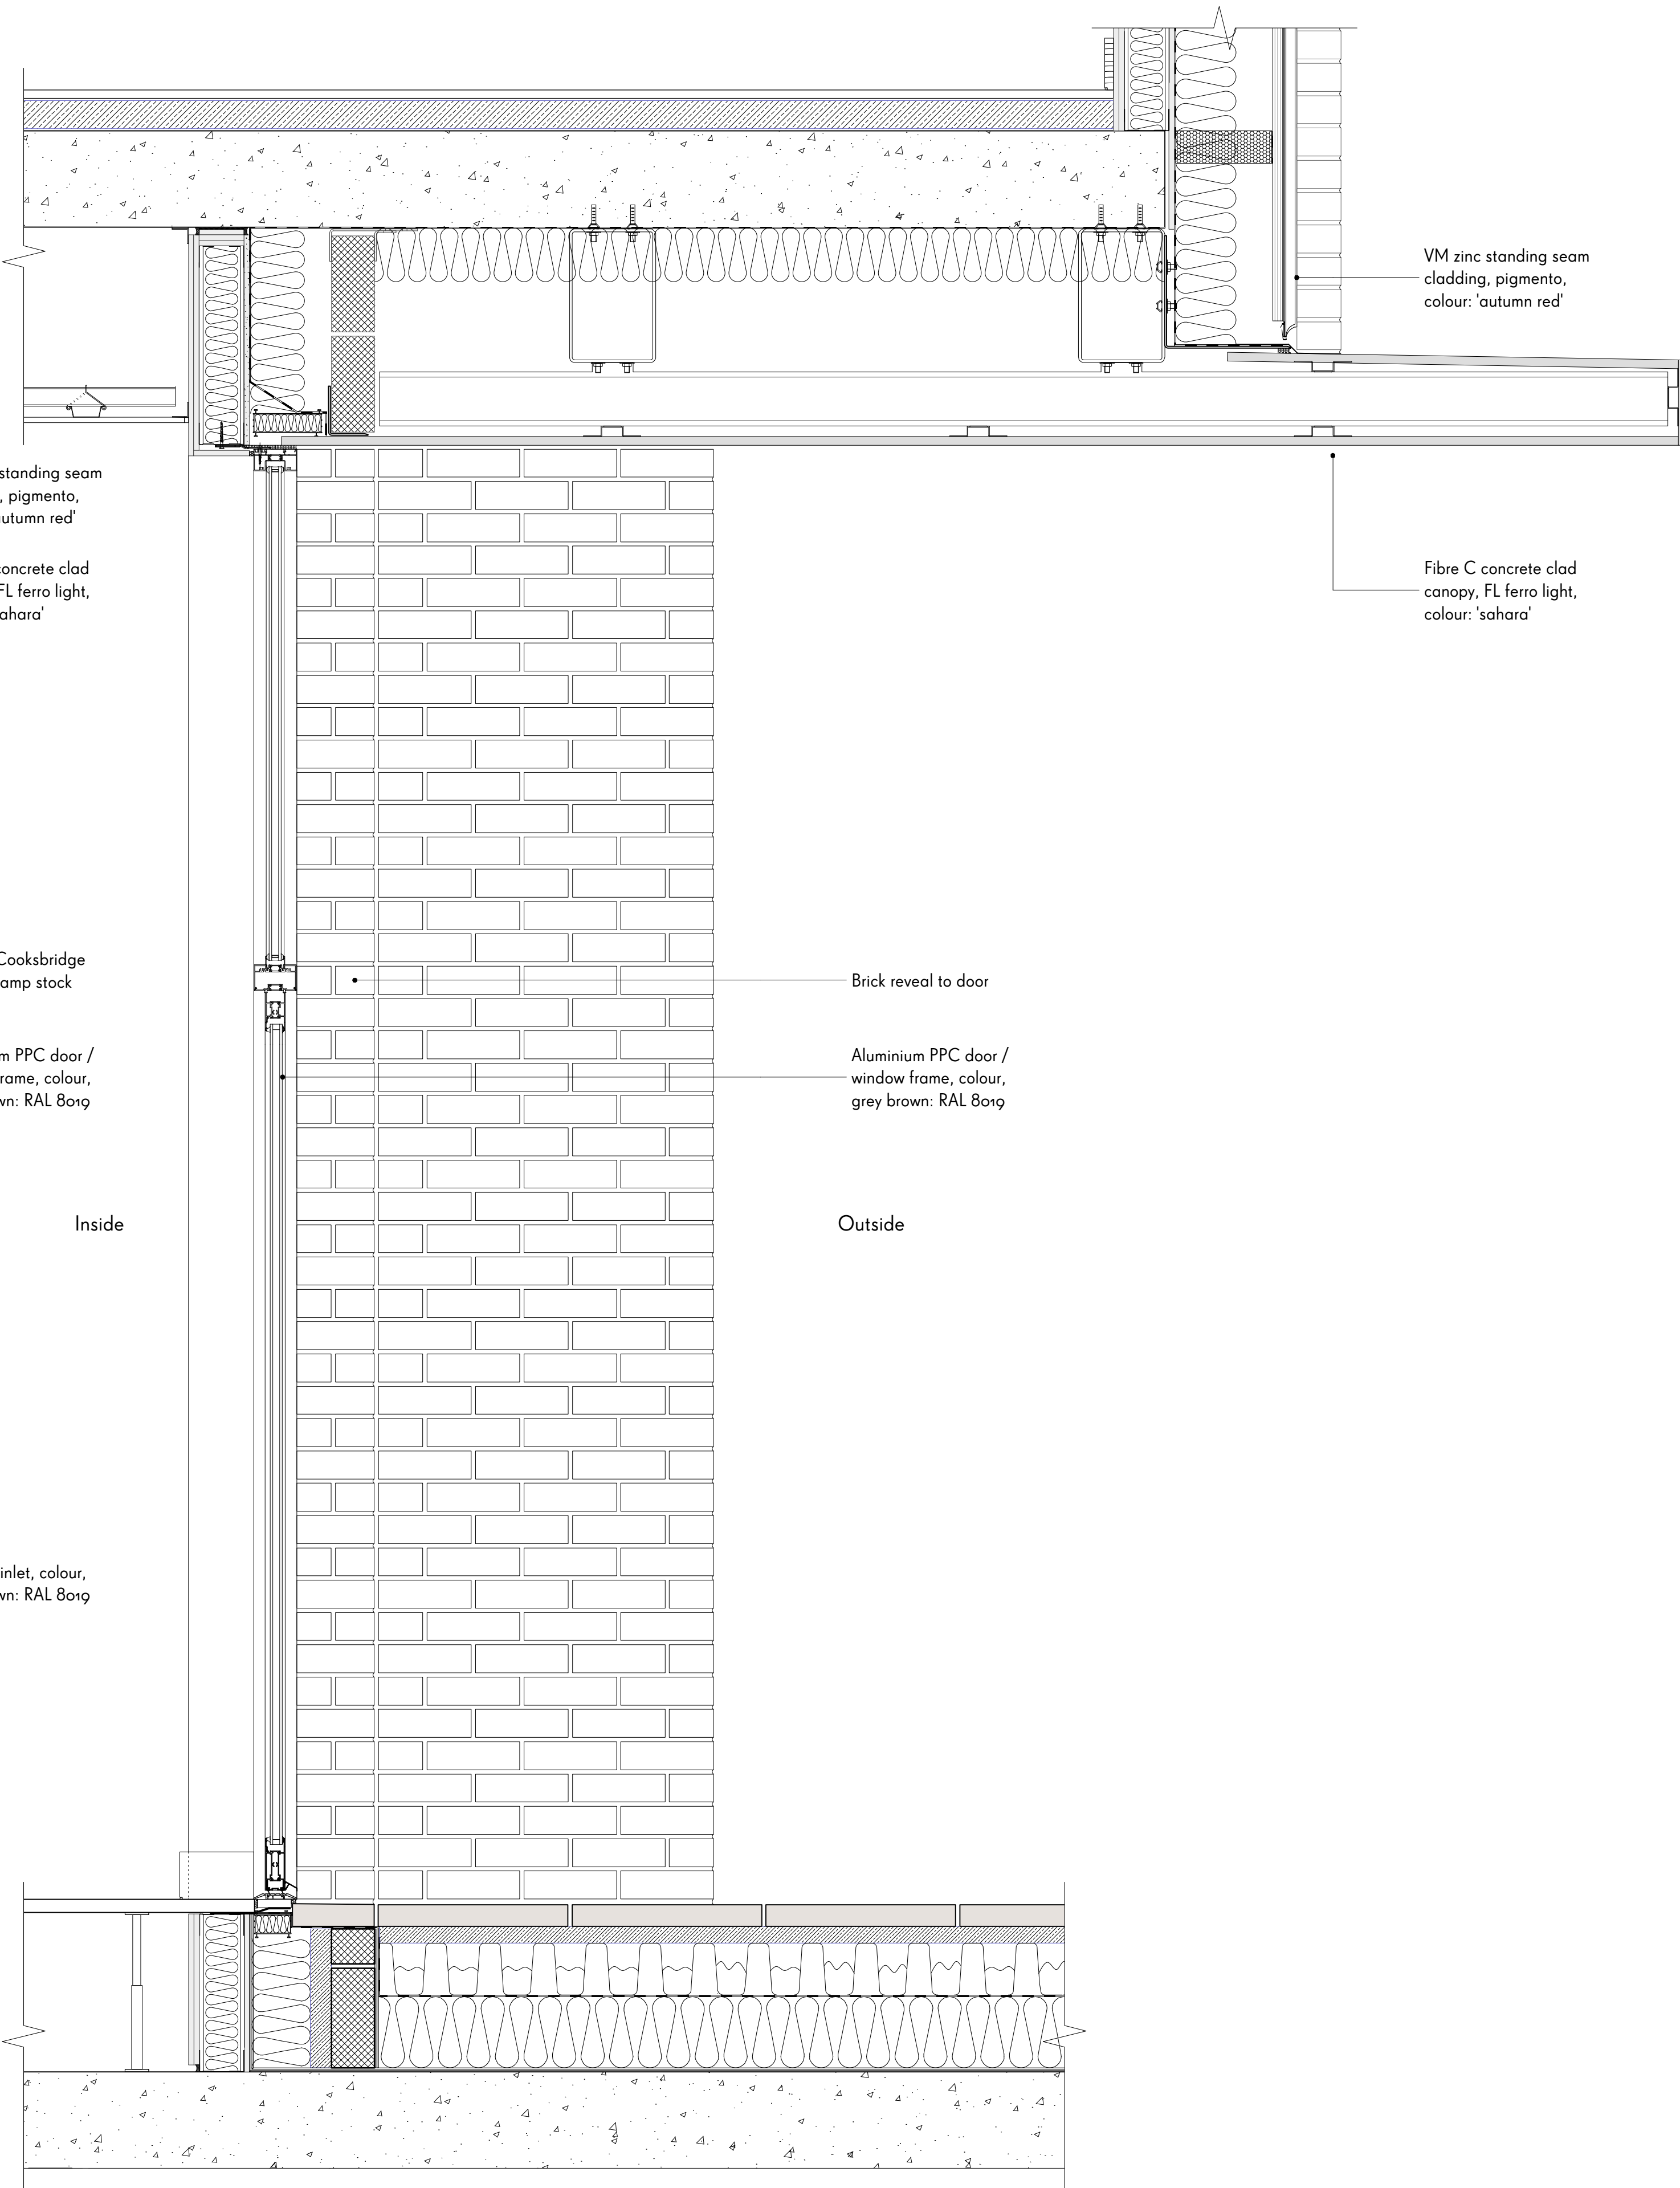 VM zinc standing seam
cladding, pigmento,
colour: 'autumn red'
standing seam
, pigmento,
utumn red'
concrete clad
FL ferro light,
ahara'
Fibre C concrete clad
canopy, FL ferro light,
colour: 'sahara'
Cooksbridge
amp stock
Brick reveal to door
m PPC door /
rame, colour,
wn: RAL 8019
Aluminium PPC door /
window frame, colour,
grey brown: RAL 8019
Inside
Outside
inlet, colour,
wn: RAL 8019